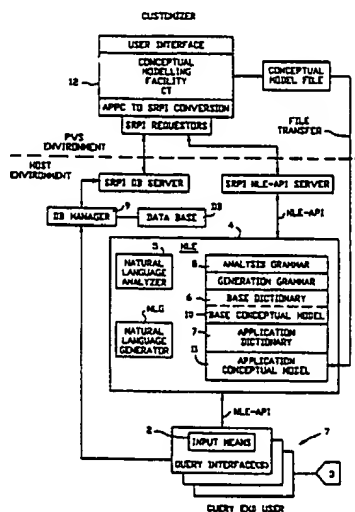 CUSTOMIZER
USER INTERFACE
12
CONCEPTUAL
MODELLING
FACILITY
CT
APPC TO SRPI CONVERSION
SRPI REQUESTORS
CONCEPTUAL
MODEL FILE
FILE
TRANSFER
PVS ENVIRONMENT
HOST
ENVIRONMENT
SRPI DB SERVER
SRPI NLE-API SERVER
9
DB MANAGER
DATA BASE
DB
NLE-API
4
5
NLE
NATURAL
LANGUAGE
ANALYZER
8
ANALYSIS GRAMMAR
GENERATION GRAMMAR
6
BASE DICTIONARY
10
BASE CONCEPTUAL MODEL
NLG
NATURAL
LANGUAGE
GENERATOR
7
APPLICATION
DICTIONARY
11
APPLICATION
CONCEPTUAL MODEL
NLE-API
2
INPUT MEANS
7
QUERY INTERFACE(S)
3
QUERY END USER